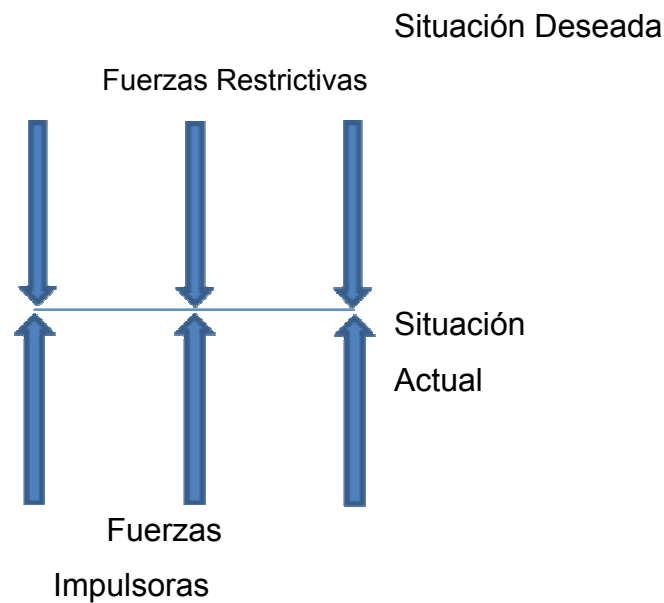 Situación Deseada
Fuerzas Restrictivas
Situación
Actual
Fuerzas
Impulsoras